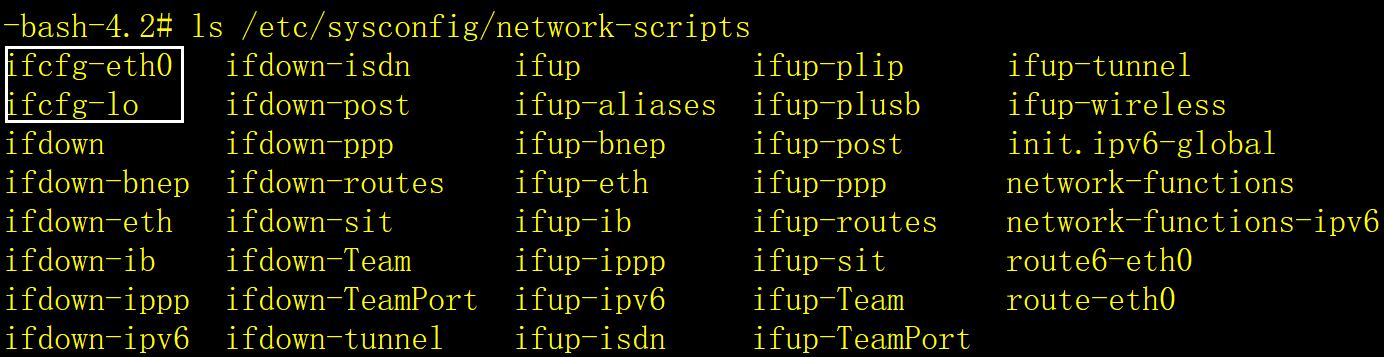 -bash-4.2# ls /etc/sysconfig/network-scripts
ifcfg-eth0 ifdown-isdn ifup ifup-plip ifup-tunnel
ifcfg-lo ifdown-post ifup-aliases ifup-plusb ifup-wireless
ifdown ifdown-ppp ifup-bnep ifup-post init.ipv6-global
ifdown-bnep ifdown-routes ifup-eth ifup-ppp network-functions
ifdown-eth ifdown-sit ifup-ib ifup-routes network-functions-ipv6
ifdown-ib ifdown-Team ifup-ippp ifup-sit route6-eth0
ifdown-ippp ifdown-TeamPort ifup-ipv6 ifup-Team route-eth0
ifdown-ipv6 ifdown-tunnel ifup-isdn ifup-TeamPort